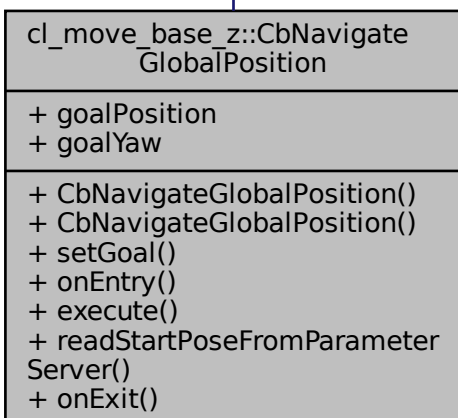 cl_move_base_z::CbNavigate
GlobalPosition
+ goalPosition
+ goalYaw
+ CbNavigateGlobalPosition()
+ CbNavigateGlobalPosition()
+ setGoal()
+ onEntry()
+ execute()
+ readStartPoseFromParameter
Server()
+ onExit()